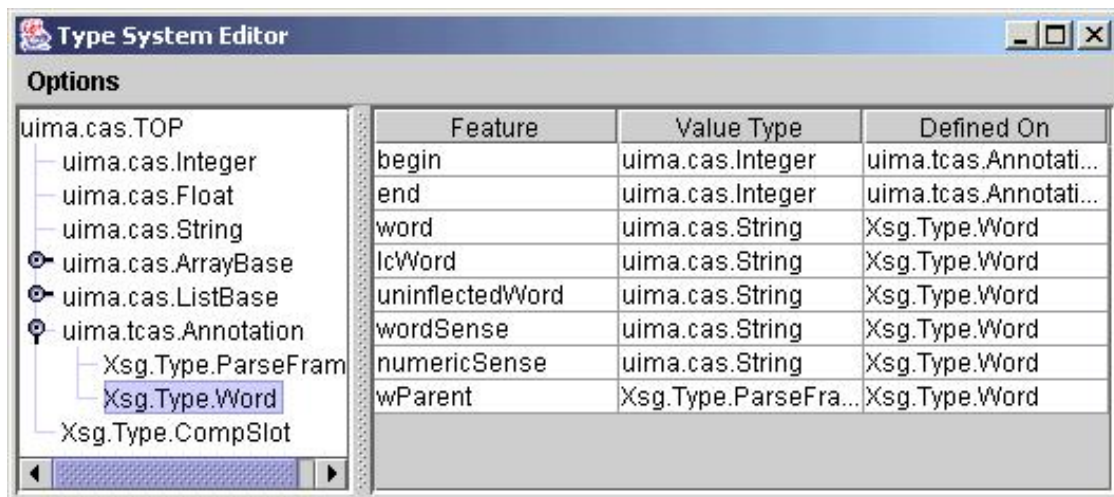 Type System Editor
Options
uima.cas.TOP
uima.cas.Integer
uima.cas.Float
uima.cas.String
uima.cas.ArrayBase
uima.cas.ListBase
uima.tcas.Annotation
Xsg.Type.ParseFram
Xsg.Type.Word
Xsg.Type.CompSlot
Feature Value Type Defined On
begin uima.cas.Integer uima.tcas.Annotati...
end uima.cas.Integer uima.tcas.Annotati...
word uima.cas.String Xsg.Type.Word
lcWord uima.cas.String Xsg.Type.Word
uninflectedWord uima.cas.String Xsg.Type.Word
wordSense uima.cas.String Xsg.Type.Word
numericSense uima.cas.String Xsg.Type.Word
wParent Xsg.Type.ParseFra... Xsg.Type.Word